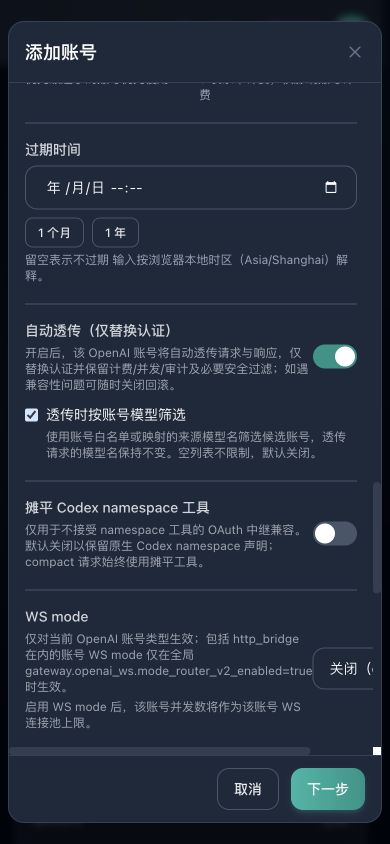 添加账号
费
过期时间
年 /月/日 --:--
1 个月
1 年
留空表示不过期 输入按浏览器本地时区（Asia/Shanghai）解
释。
自动透传（仅替换认证）
开启后，该 OpenAI 账号将自动透传请求与响应，仅
替换认证并保留计费/并发/审计及必要安全过滤；如遇
兼容性问题可随时关闭回滚。
透传时按账号模型筛选
使用账号白名单或映射的来源模型名筛选候选账号，透传
请求的模型名保持不变。空列表不限制，默认关闭。
摊平 Codex namespace 工具
仅用于不接受 namespace 工具的 OAuth 中继兼容。
默认关闭以保留原生 Codex namespace 声明；
compact 请求始终使用摊平工具。
WS mode
仅对当前 OpenAI 账号类型生效；包括 http_bridge
在内的账号 WS mode 仅在全局
gateway.openai_ws.mode_router_v2_enabled=true
时生效。
关闭（
启用 WS mode 后，该账号并发数将作为该账号 WS
连接池上限。
取消
下一步